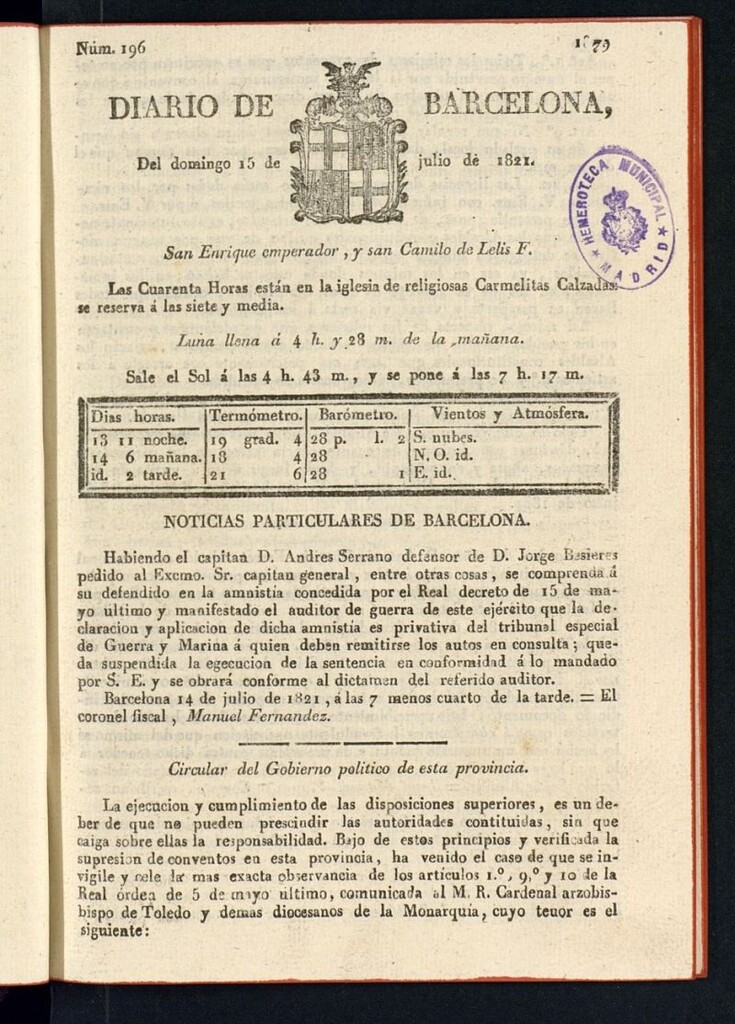 Núm. 196
DIARIO DE BARCELONA,
Del domingo 15 de julio de 1821.
HEMEROTECA MUNICIPAL
★ MADRID ★
San Enrique emperador, y san Camilo de Lelis F.
Las Cuarenta Horas están en la iglesia de religiosas Carmelitas Calzadas:
se reserva á las siete y media.
Luna llena á 4 h. y 28 m. de la mañana.
Sale el Sol á las 4 h. 43 m., y se pone á las 7 h. 17 m.
Dias horas. Termómetro. Barómetro. Vientos y Atmósfera.
13 11 noche. 19 grad. 4 28 p. l. 2 S. nubes.
14 6 mañana. 18 4 28 N. O. id.
id. 2 tarde. 21 6 28 1 E. id.
NOTICIAS PARTICULARES DE BARCELONA.
Habiendo el capitan D. Andres Serrano defensor de D. Jorge Besieres
pedido al Excmo. Sr. capitan general, entre otras cosas, se comprenda á
su defendido en la amnistía concedida por el Real decreto de 15 de ma-
yo ultimo y manifestado el auditor de guerra de este ejército que la de-
claracion y aplicacion de dicha amnistia es privativa del tribunal especial
de Guerra y Marina á quien deben remitirse los autos en consulta; que-
da suspendida la egecucion de la sentencia en conformidad á lo mandado
por S. E. y se obrará conforme al dictamen del referido auditor.
Barcelona 14 de julio de 1821, á las 7 menos cuarto de la tarde. = El
coronel fiscal, Manuel Fernandez.
Circular del Gobierno politico de esta provincia.
La ejecucion y cumplimiento de las disposiciones superiores, es un de-
ber de que no pueden prescindir las autoridades contituidas, sin que
caiga sobre ellas la responsabilidad. Bajo de estos principios y verificada la
supresion de conventos en esta provincia, ha venido el caso de que se in-
vigile y cele la mas exacta observancia de los artículos 1.º, 9.º y 10 de la
Real órden de 5 de mayo último, comunicada al M. R. Cardenal arzobis-
bispo de Toledo y demas diocesanos de la Monarquía, cuyo tenor es el
siguiente: